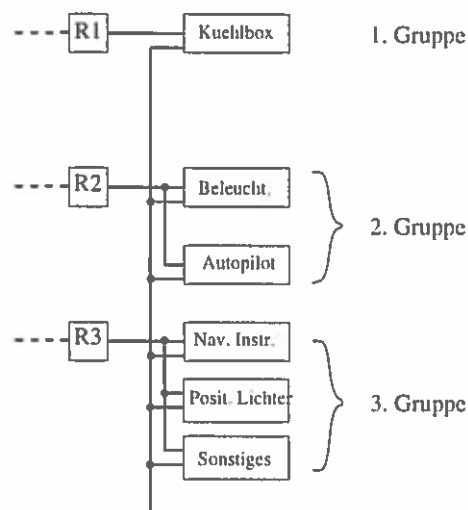 R1 Kuehlbox 1. Gruppe
R2 Beleucht.
2. Gruppe
Autopilot
R3 Nav. Instr.
Posit. Lichter 3. Gruppe
Sonstiges